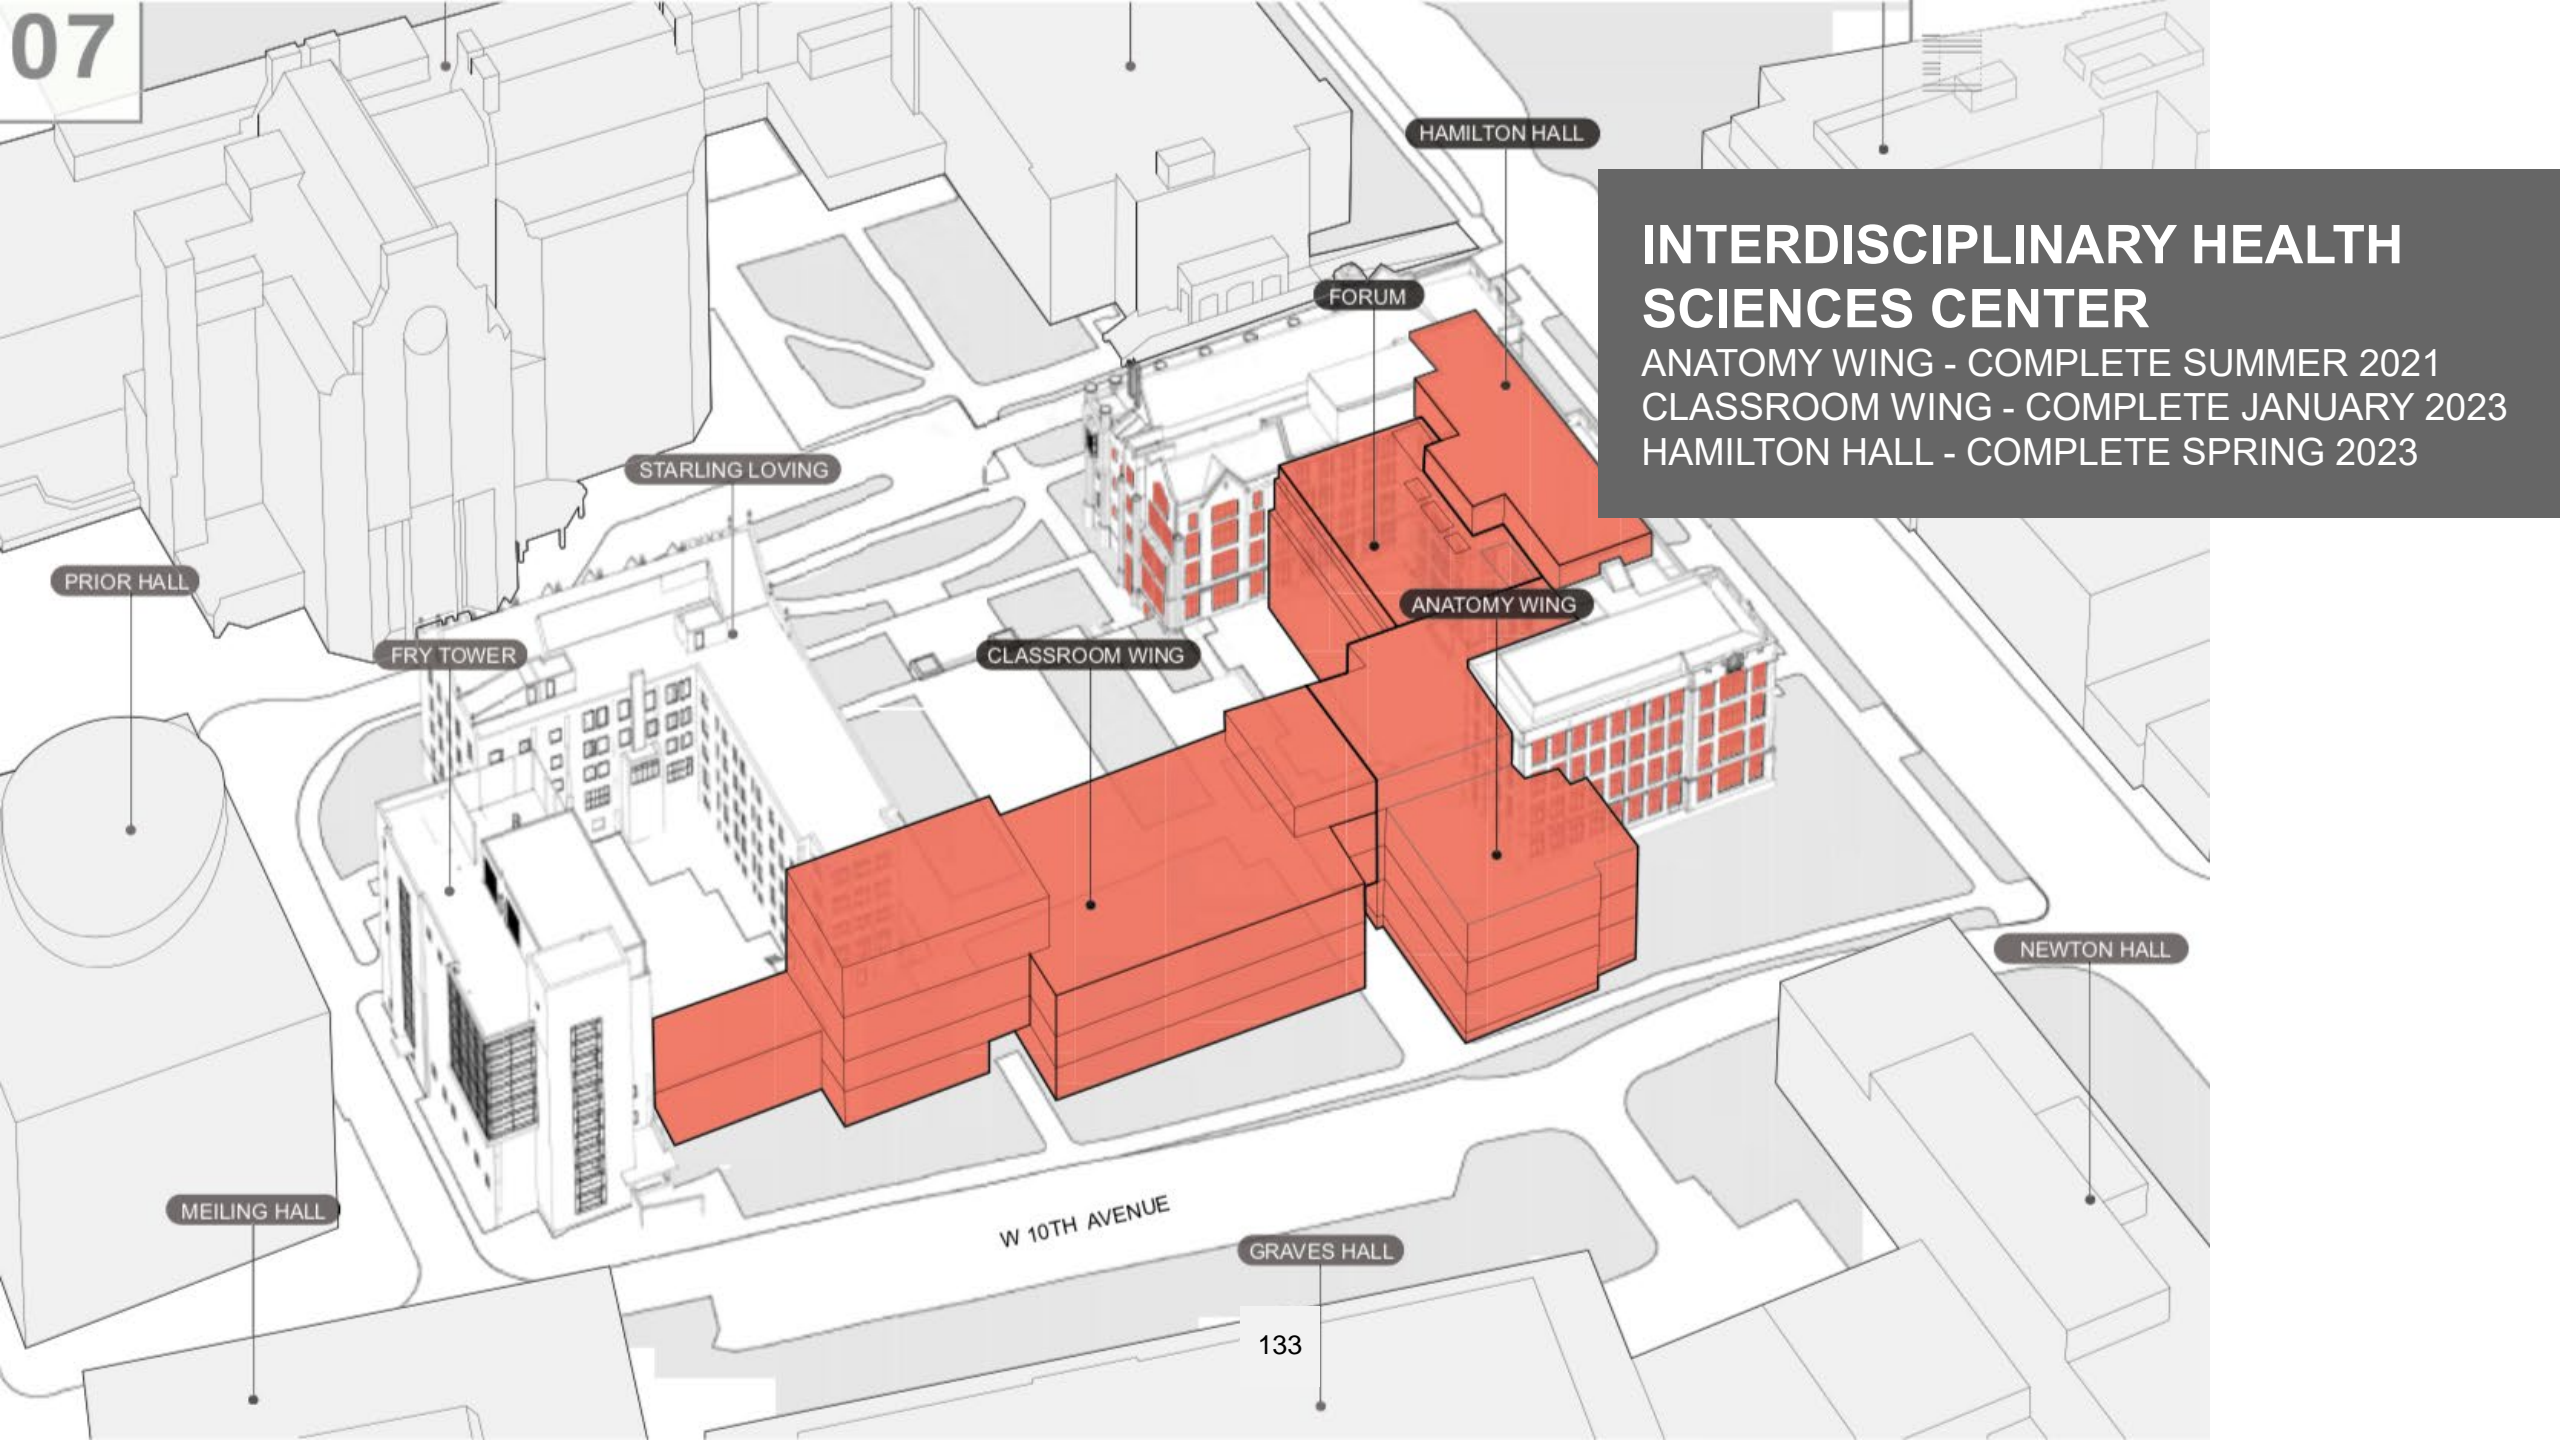 07
HAMILTON HALL
INTERDISCIPLINARY HEALTH
SCIENCES CENTER
ANATOMY WING - COMPLETE SUMMER 2021
CLASSROOM WING - COMPLETE JANUARY 2023
HAMILTON HALL - COMPLETE SPRING 2023
FORUM
STARLING LOVING
PRIOR HALL
ANATOMY WING
FRY TOWER
CLASSROOM WING
NEWTON HALL
MEILING HALL
W 10TH AVENUE
GRAVES HALL
133